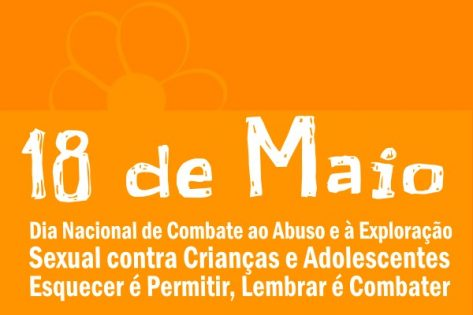 18 de Maio
Dia Nacional de Combate ao Abuso e à Exploração
Sexual contra Crianças e Adolescentes
Esquecer é Permitir, Lembrar é Combater